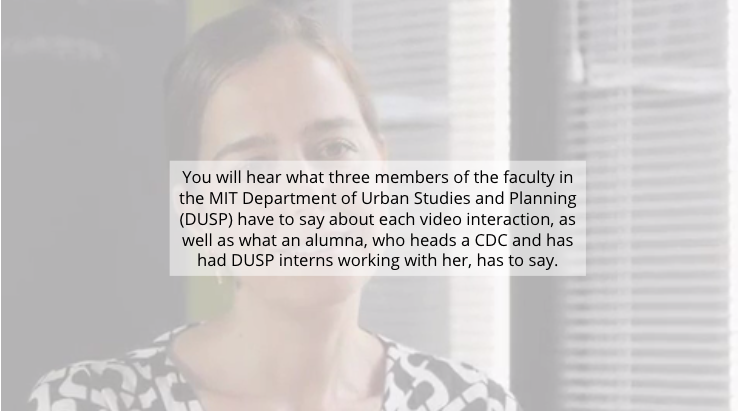 You will hear what three members of the faculty in
the MIT Department of Urban Studies and Planning
(DUSP) have to say about each video interaction, as
well as what an alumna, who heads a CDC and has
had DUSP interns working with her, has to say.